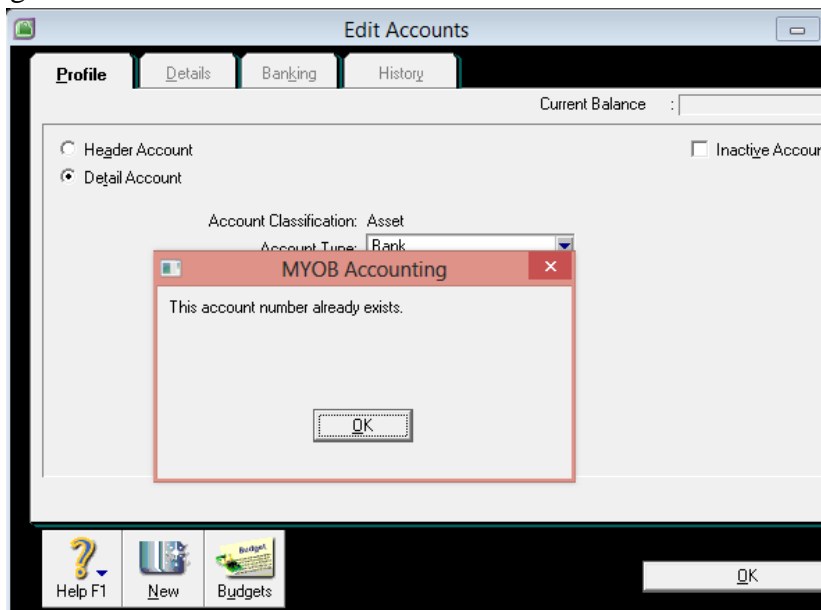 Edit Accounts
Profile Details Banking History
Current Balance :
Header Account
Inactive Accour
Detail Account
Account Classification: Asset
Account Type: Bank
MYOB Accounting
This account number already exists.
OK
Budget
Help F1 New Budgets
OK